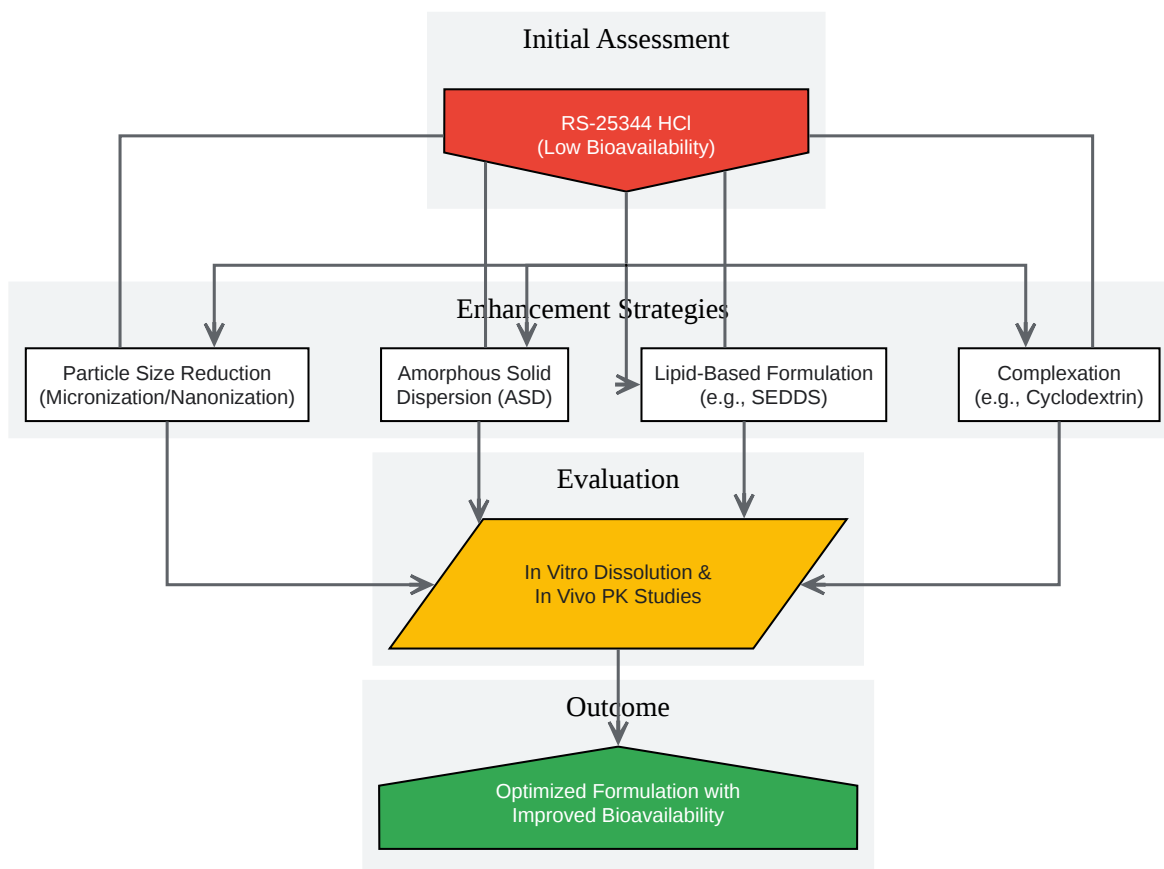 Initial Assessment
RS-25344 HCl
(Low Bioavailability)
Enhancement Strategies
Particle Size Reduction
(Micronization/Nanonization)
Amorphous Solid
Dispersion (ASD)
Lipid-Based Formulation
(e.g., SEDDS)
Complexation
(e.g., Cyclodextrin)
Evaluation
In Vitro Dissolution &
In Vivo PK Studies
Outcome
Optimized Formulation with
Improved Bioavailability